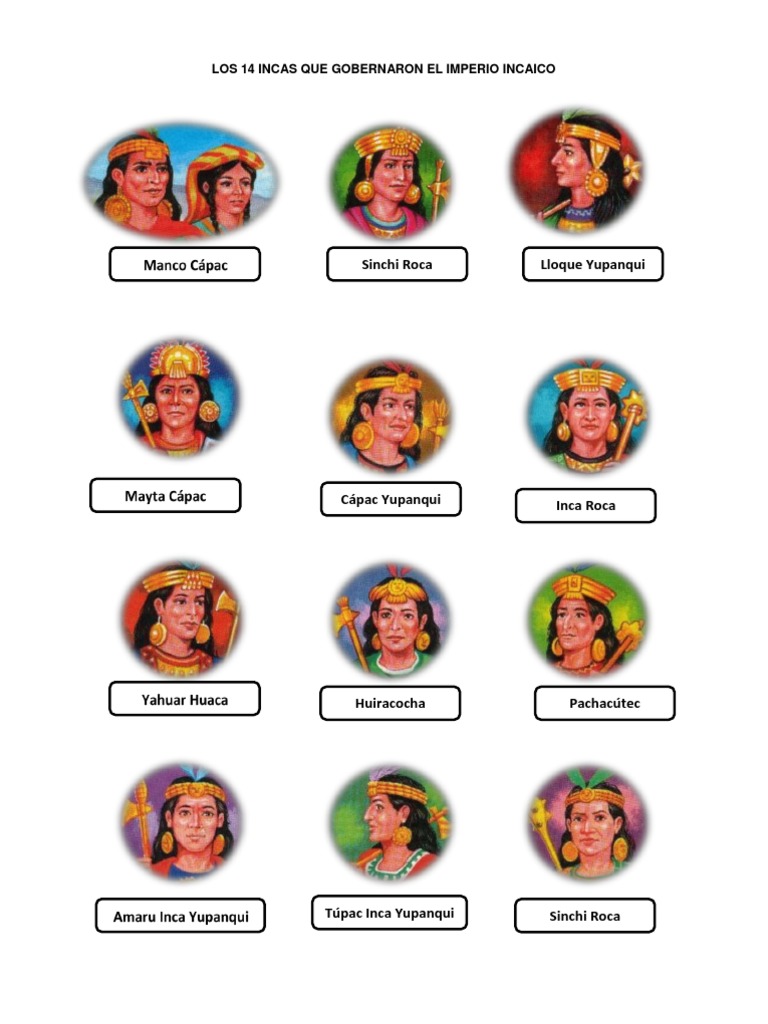 LOS 14 INCAS QUE GOBERNARON EL IMPERIO INCAICO
Manco Cápac
Sinchi Roca
Lloque Yupanqui
Mayta Cápac
Cápac Yupanqui
Inca Roca
Yahuar Huaca
Huiracocha
Pachacútec
Amaru Inca Yupanqui
Túpac Inca Yupanqui
Sinchi Roca